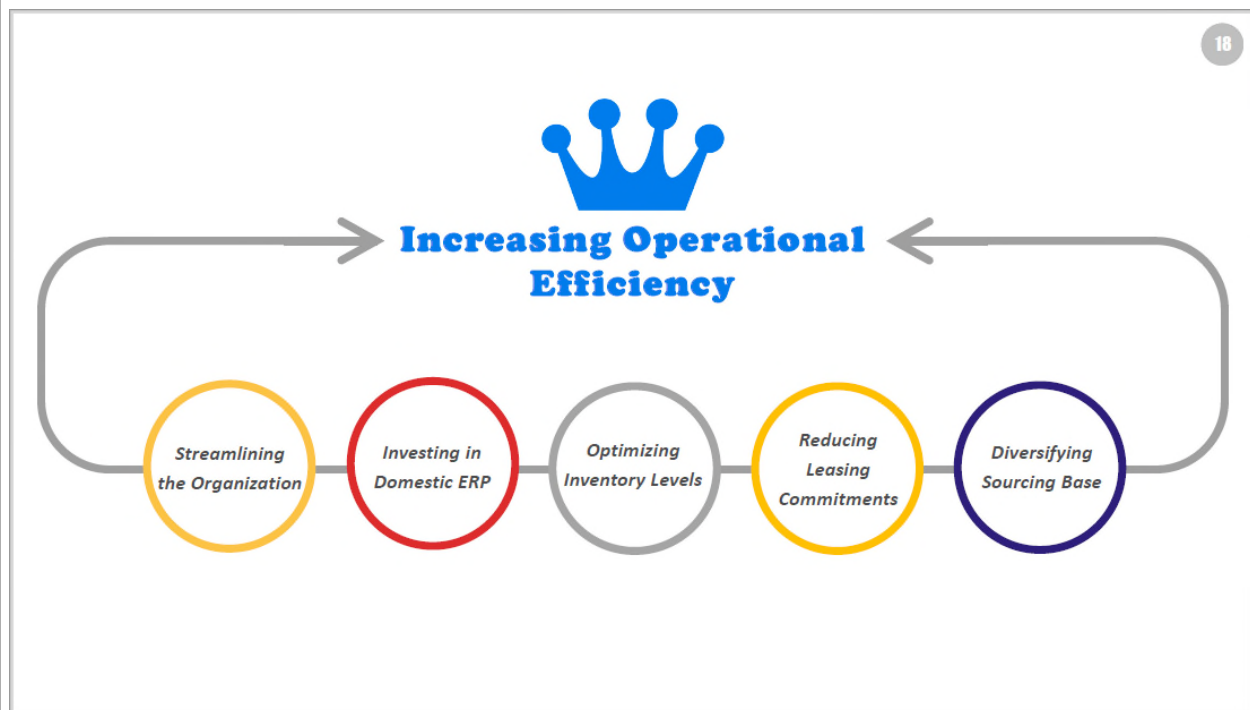 18
Increasing Operational
Efficiency
Streamlining
the Organization
Investing in
Domestic ERP
Optimizing
Inventory Levels
Reducing
Leasing
Commitments
Diversifying
Sourcing Base